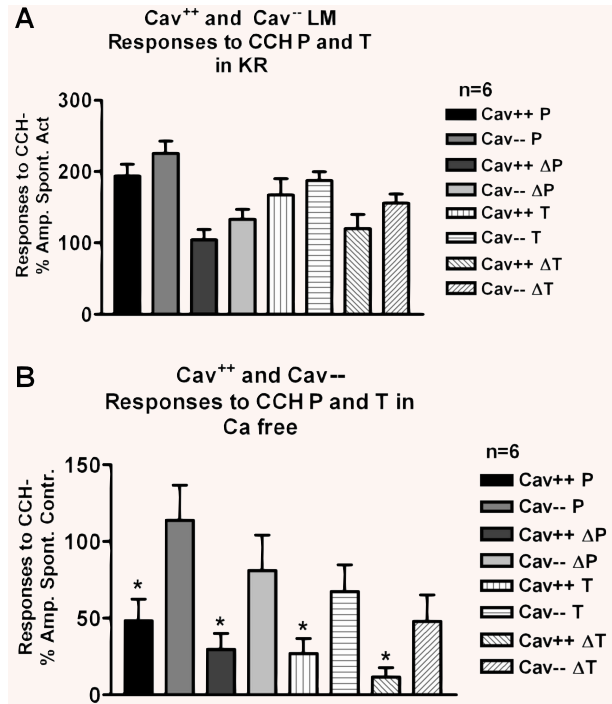 A
Cav++ and Cav-- LM
Responses to CCH P and T
in KR
Responses to CCH-
% Amp. Spont. Act
300
200
100
0
n=6
Cav++ P
Cav-- P
Cav++ ΔP
Cav-- ΔP
Cav++ T
Cav-- T
Cav++ ΔT
Cav-- ΔT
B
Cav++ and Cav--
Responses to CCH P and T in
Ca free
Responses to CCH-
% Amp. Spont. Contr.
150
100
50
0
*
*
*
*
n=6
Cav++ P
Cav-- P
Cav++ ΔP
Cav-- ΔP
Cav++ T
Cav-- T
Cav++ ΔT
Cav-- ΔT